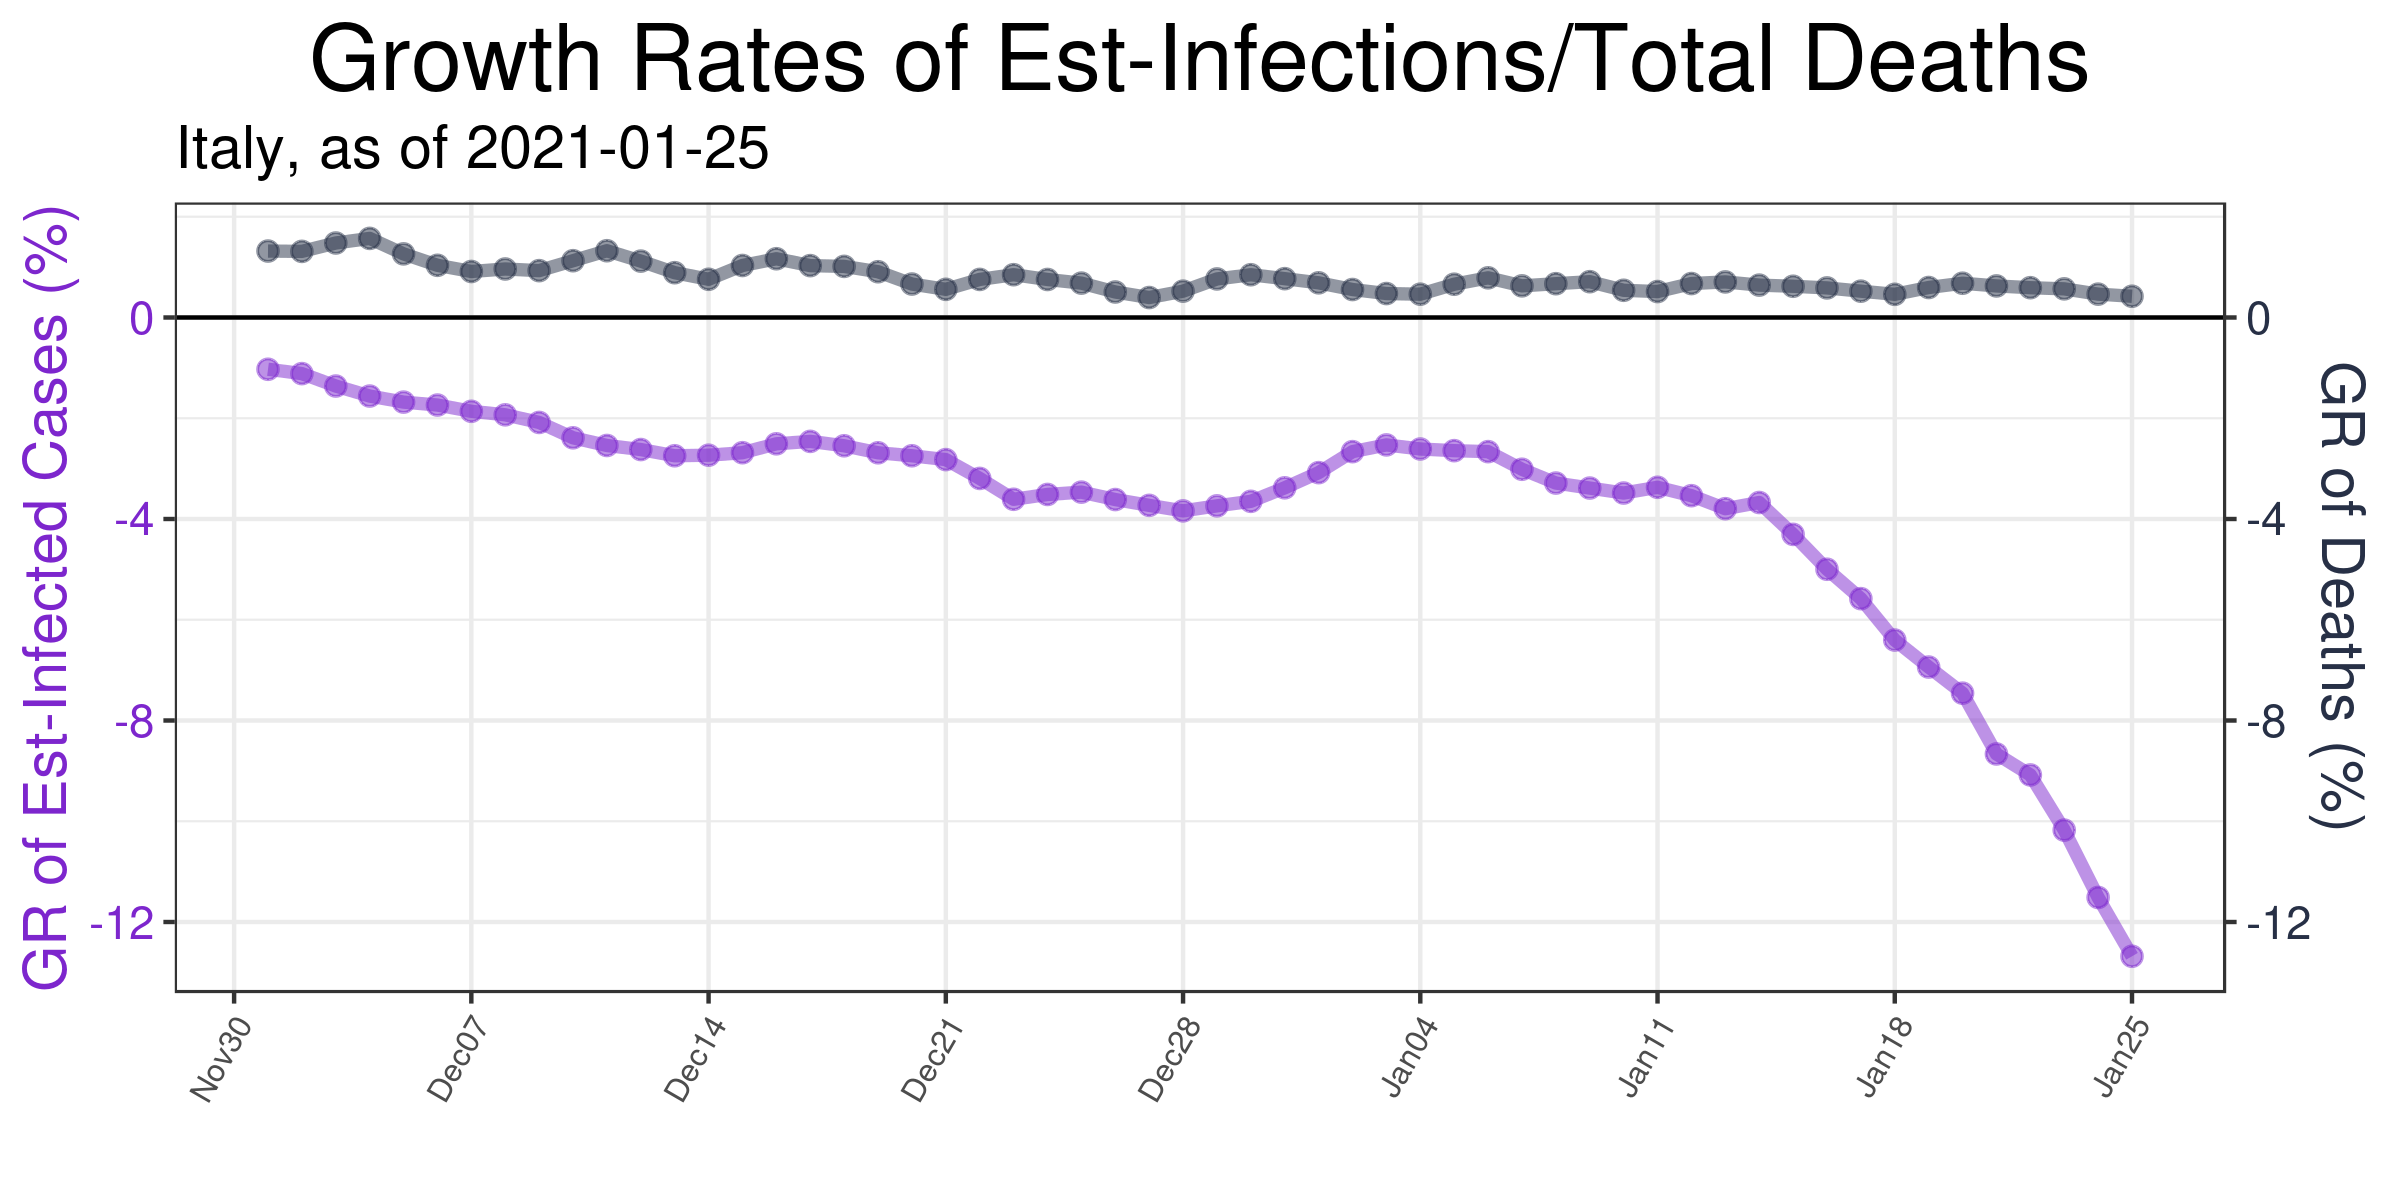 Growth Rates of Est-Infections/Total Deaths
Italy, as of 2021-01-25
GR of Est-Infected Cases (%)
0
-4
-8
-12
0
-4
-8
-12
GR of Deaths (%)
Nov30
Dec07
Dec14
Dec21
Dec28
Jan04
Jan11
Jan18
Jan25